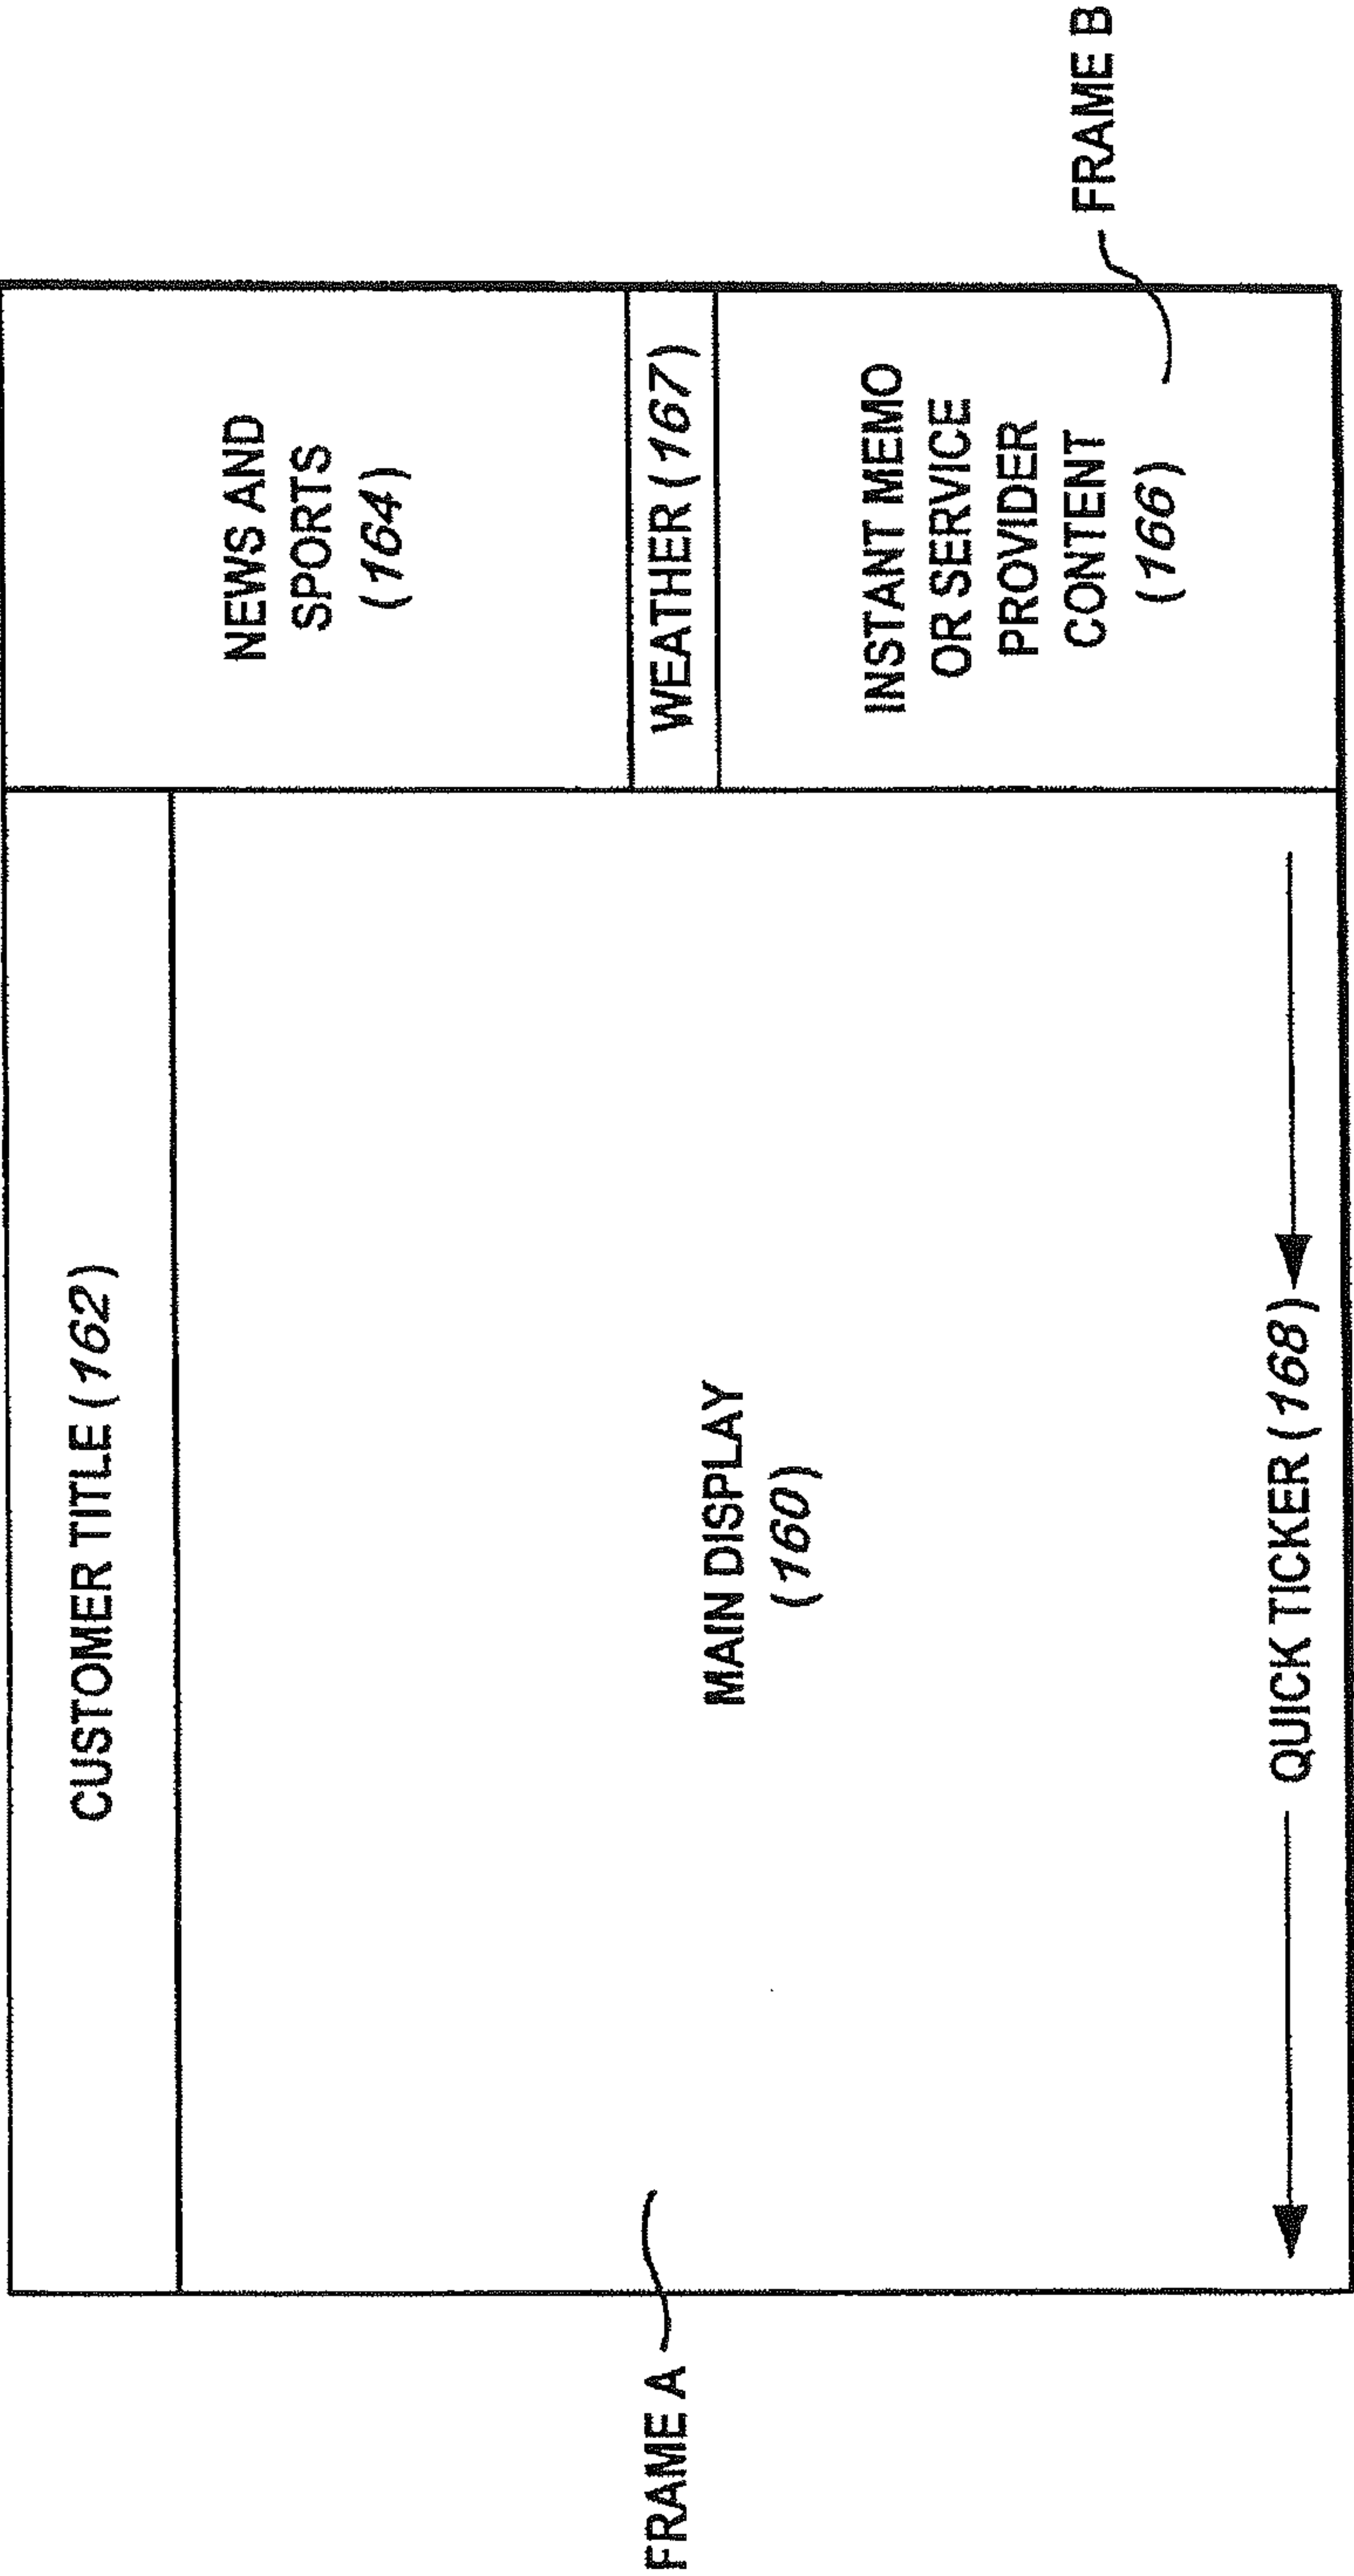 CUSTOMER TITLE (162)
NEWS AND
SPORTS
(164)
WEATHER (167)
FRAME A
MAIN DISPLAY
(160)
INSTANT MEMO
OR SERVICE
PROVIDER
CONTENT
(166)
FRAME B
QUICK TICKER (168)